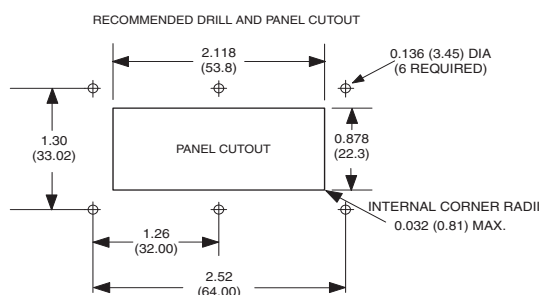 RECOMMENDED DRILL AND PANEL CUTOUT
2.118
(53.8)
0.136 (3.45) DIA
(6 REQUIRED)
1.30
(33.02)
PANEL CUTOUT
0.878
(22.3)
INTERNAL CORNER RADII
0.032 (0.81) MAX.
1.26
(32.00)
2.52
(64.00)